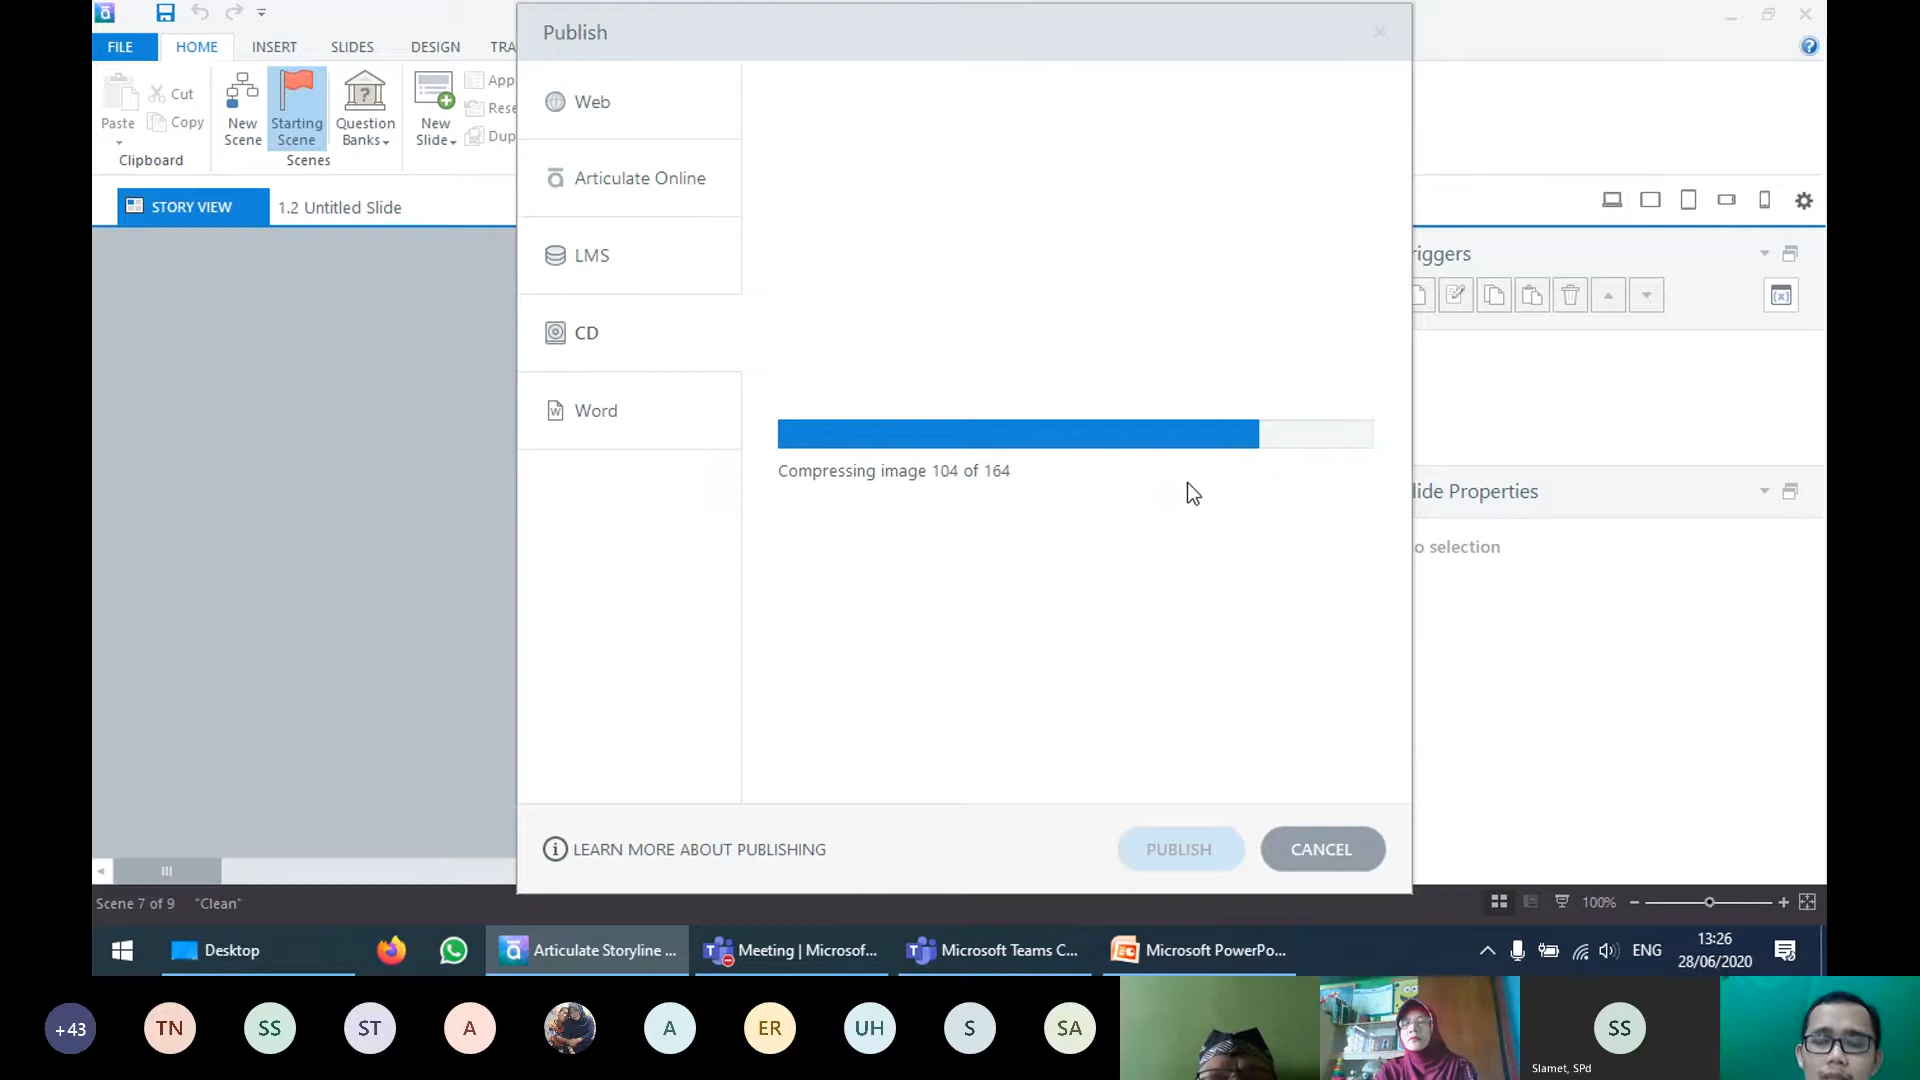 Publish
FILE HOME INSERT SLIDES DESIGN TRA
Paste
Cut
Copy
Clipboard
New Scene
Starting Scene
Question Banks
Scenes
New Slide
App
Rese
Dup
Web
Articulate Online
LMS
CD
Word
STORY VIEW
1.2 Untitled Slide
Compressing image 104 of 164
riggers
lide Properties
o selection
LEARN MORE ABOUT PUBLISHING
PUBLISH
CANCEL
Scene 7 of 9 "Clean"
100%
Desktop
Articulate Storyline ...
Meeting | Microsof...
Microsoft Teams C...
Microsoft PowerPo...
ENG
13:26
28/06/2020
+43
TN
SS
ST
A
A
ER
UH
S
SA
SS
Slamet, SPd